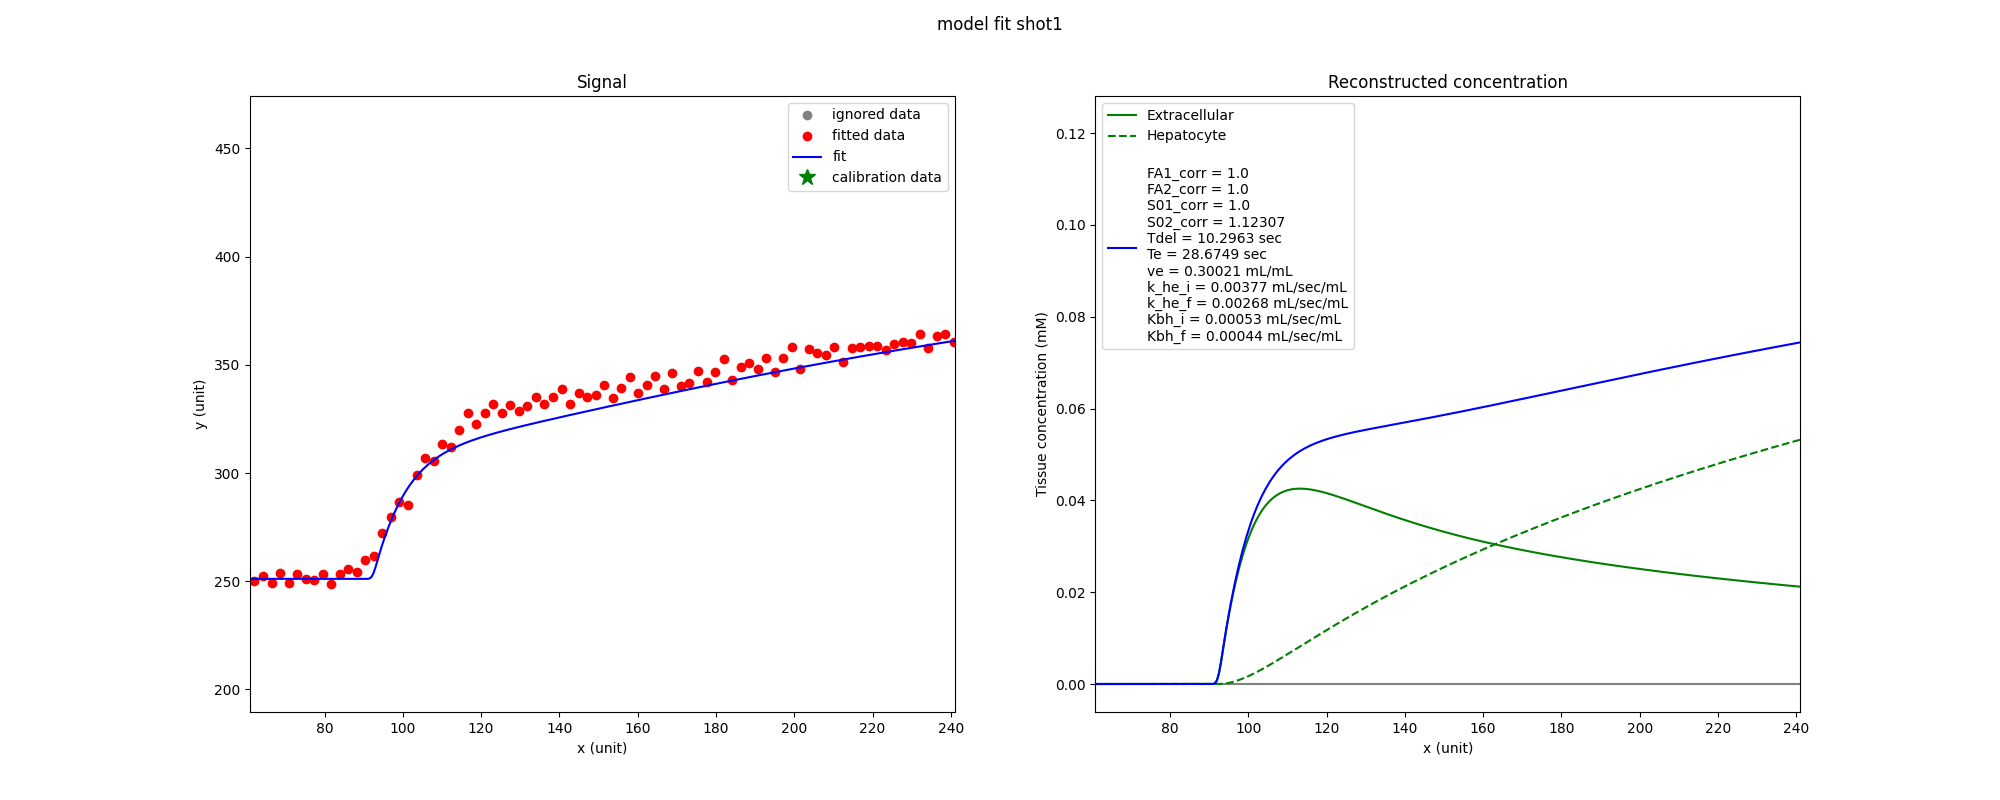 model fit shot1
Signal
450
400
350
300
250
200
y (unit)
80 100 120 140 160 180 200 220 240
x (unit)
ignored data
fitted data
fit
calibration data
Reconstructed concentration
0.12
0.10
0.08
0.06
0.04
0.02
0.00
Tissue concentration (mM)
80 100 120 140 160 180 200 220 240
x (unit)
Extracellular
Hepatocyte
FA1_corr = 1.0
FA2_corr = 1.0
S01_corr = 1.0
S02_corr = 1.12307
Tdel = 10.2963 sec
Te = 28.6749 sec
ve = 0.30021 mL/mL
k_he_i = 0.00377 mL/sec/mL
k_he_f = 0.00268 mL/sec/mL
Kbh_i = 0.00053 mL/sec/mL
Kbh_f = 0.00044 mL/sec/mL